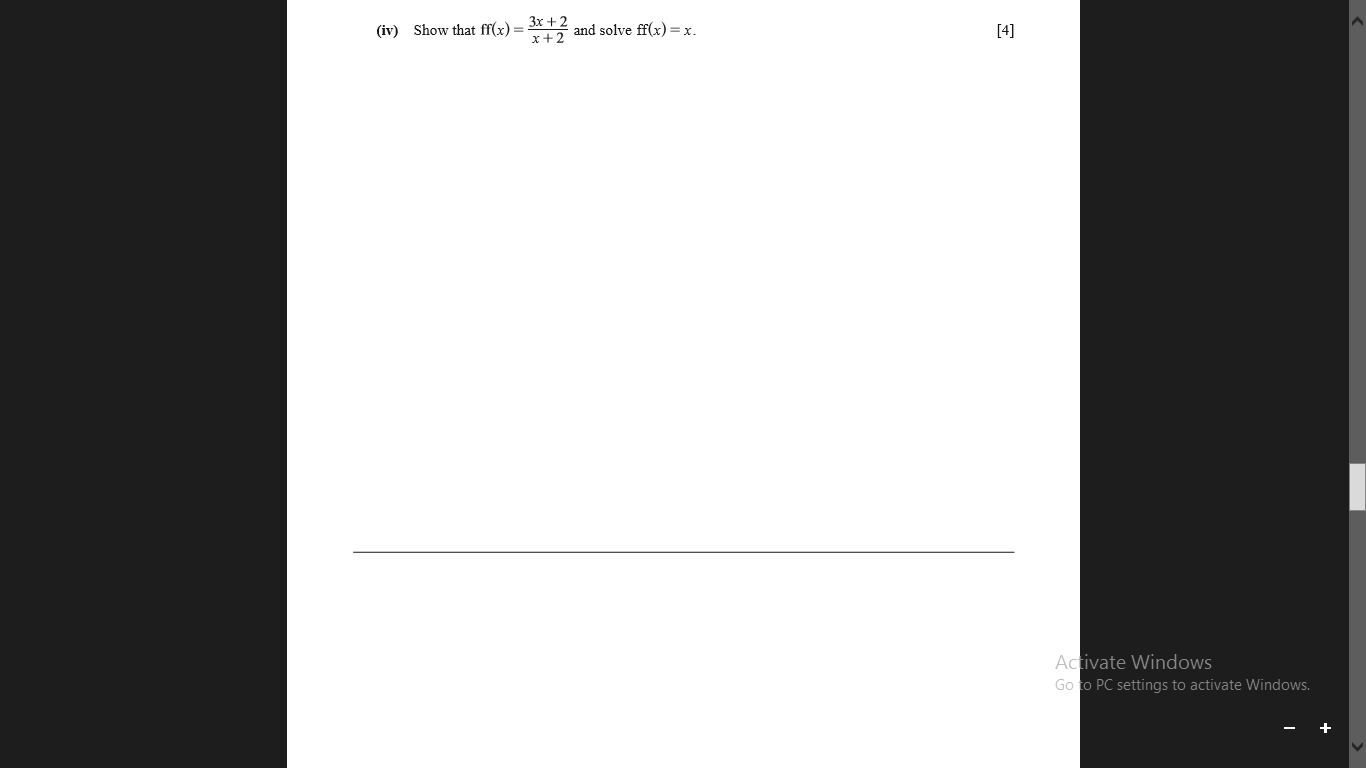 (iv) Show that ff(x) = 3x + 2 / x + 2 and solve ff(x) = x. [4]
Activate Windows
Go to PC settings to activate Windows.